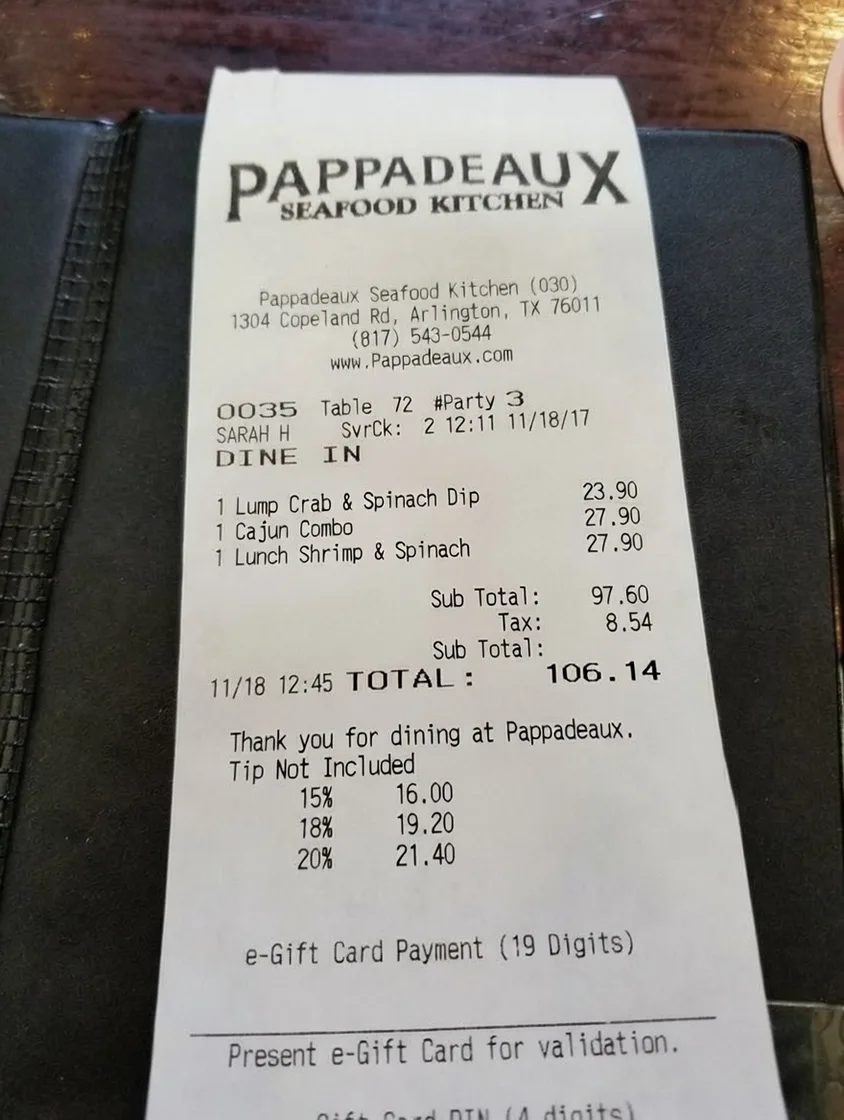 PAPPADEAUX
SEAFOOD KITCHEN
Pappadeaux Seafood Kitchen (030)
1304 Copeland Rd, Arlington, TX 76011
(817) 543-0544
www.Pappadeaux.com
0035 Table 72 #Party 3
SARAH H SvrCk: 2 12:11 11/18/17
DINE IN
1 Lump Crab & Spinach Dip 23.90
1 Cajun Combo 27.90
1 Lunch Shrimp & Spinach 27.90
Sub Total: 97.60
Tax: 8.54
Sub Total:
11/18 12:45 TOTAL: 106.14
Thank you for dining at Pappadeaux.
Tip Not Included
15% 16.00
18% 19.20
20% 21.40
e-Gift Card Payment (19 Digits)
Present e-Gift Card for validation.
Gift Card PIN (4 digits)